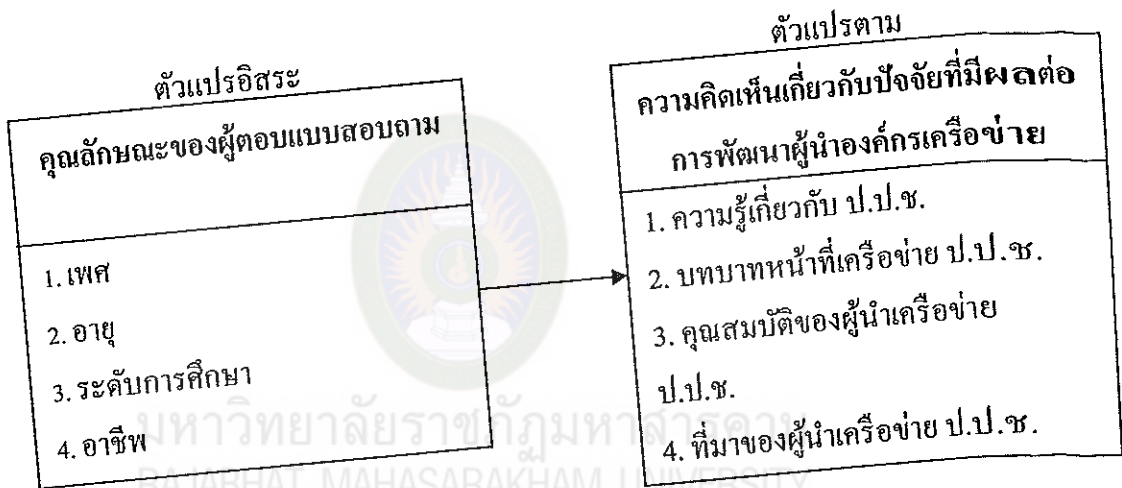 ตัวแปรอิสระ
คุณลักษณะของผู้ตอบแบบสอบถาม
1. เพศ
2. อายุ
3. ระดับการศึกษา
4. อาชีพ
ตัวแปรตาม
ความคิดเห็นเกี่ยวกับปัจจัยที่มีผลต่อ
การพัฒนาผู้นำองค์กรเครือข่าย
1. ความรู้เกี่ยวกับ ป.ป.ช.
2. บทบาทหน้าที่เครือข่าย ป.ป.ช.
3. คุณสมบัติของผู้นำเครือข่าย
ป.ป.ช.
4. ที่มาของผู้นำเครือข่าย ป.ป.ช.
มหาวิทยาลัยราชภัฏมหาสารคาม
RAJABHAT MAHASARAKHAM UNIVERSITY